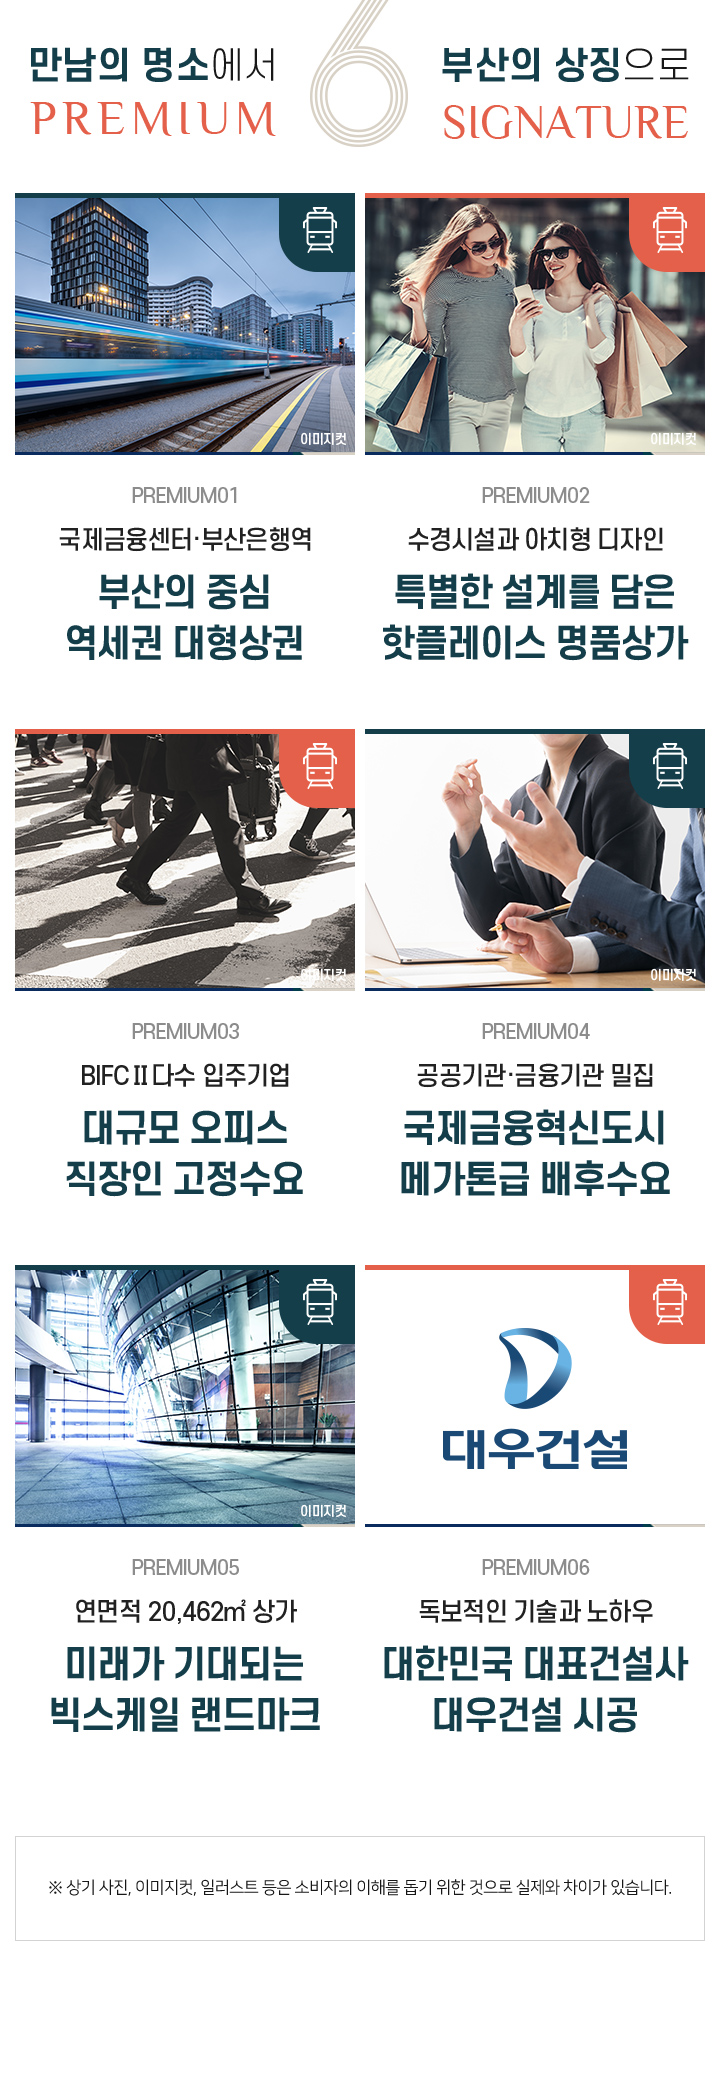 만남의 명소에서
PREMIUM
6
부산의 상징으로
SIGNATURE
이미지컷
이미지컷
PREMIUM01
국제금융센터·부산은행역
부산의 중심
역세권 대형상권
PREMIUM02
수경시설과 아치형 디자인
특별한 설계를 담은
핫플레이스 명품상가
이미지컷
이미지컷
PREMIUM03
BIFC II 다수 입주기업
대규모 오피스
직장인 고정수요
PREMIUM04
공공기관·금융기관 밀집
국제금융혁신도시
메가톤급 배후수요
이미지컷
대우건설
PREMIUM05
연면적 20,462㎡ 상가
미래가 기대되는
빅스케일 랜드마크
PREMIUM06
독보적인 기술과 노하우
대한민국 대표건설사
대우건설 시공
※ 상기 사진, 이미지컷, 일러스트 등은 소비자의 이해를 돕기 위한 것으로 실제와 차이가 있습니다.